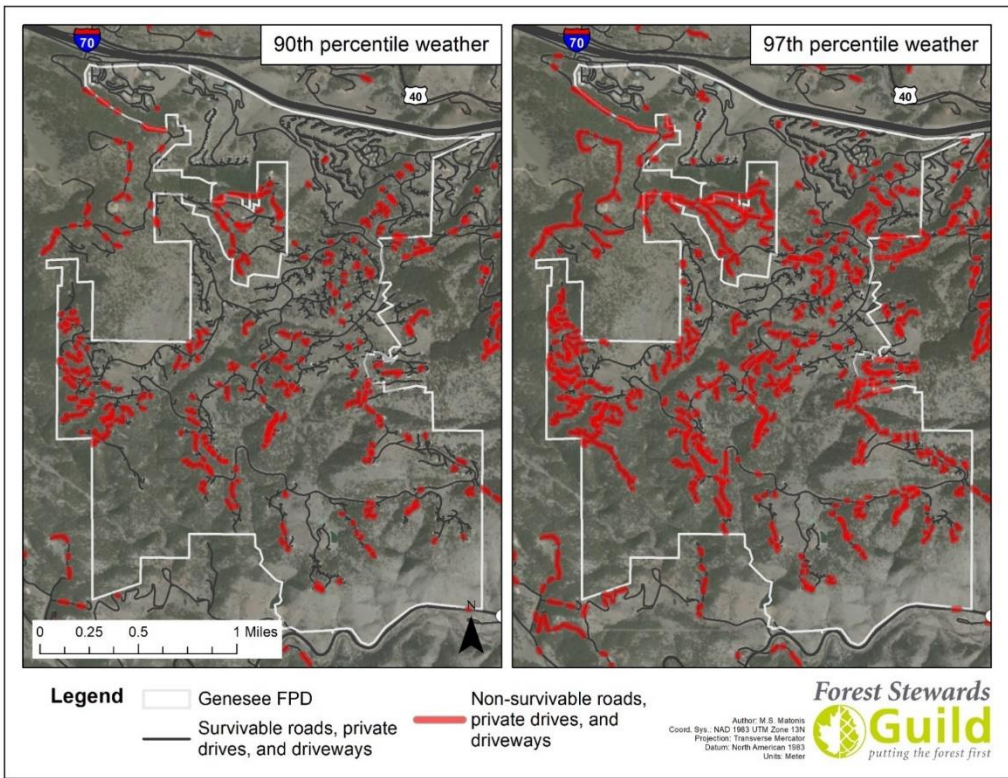 70
90th percentile weather
40
70
97th percentile weather
40
N
0 0.25 0.5 1 Miles
Legend
Genesee FPD
Survivable roads, private
drives, and driveways
Non-survivable roads,
private drives, and
driveways
Author: M.S. Matonis
Coord. Sys.: NAD 1983 UTM Zone 13N
Projection: Transverse Mercator
Datum: North American 1983
Units: Meter
Forest Stewards
Guild
putting the forest first